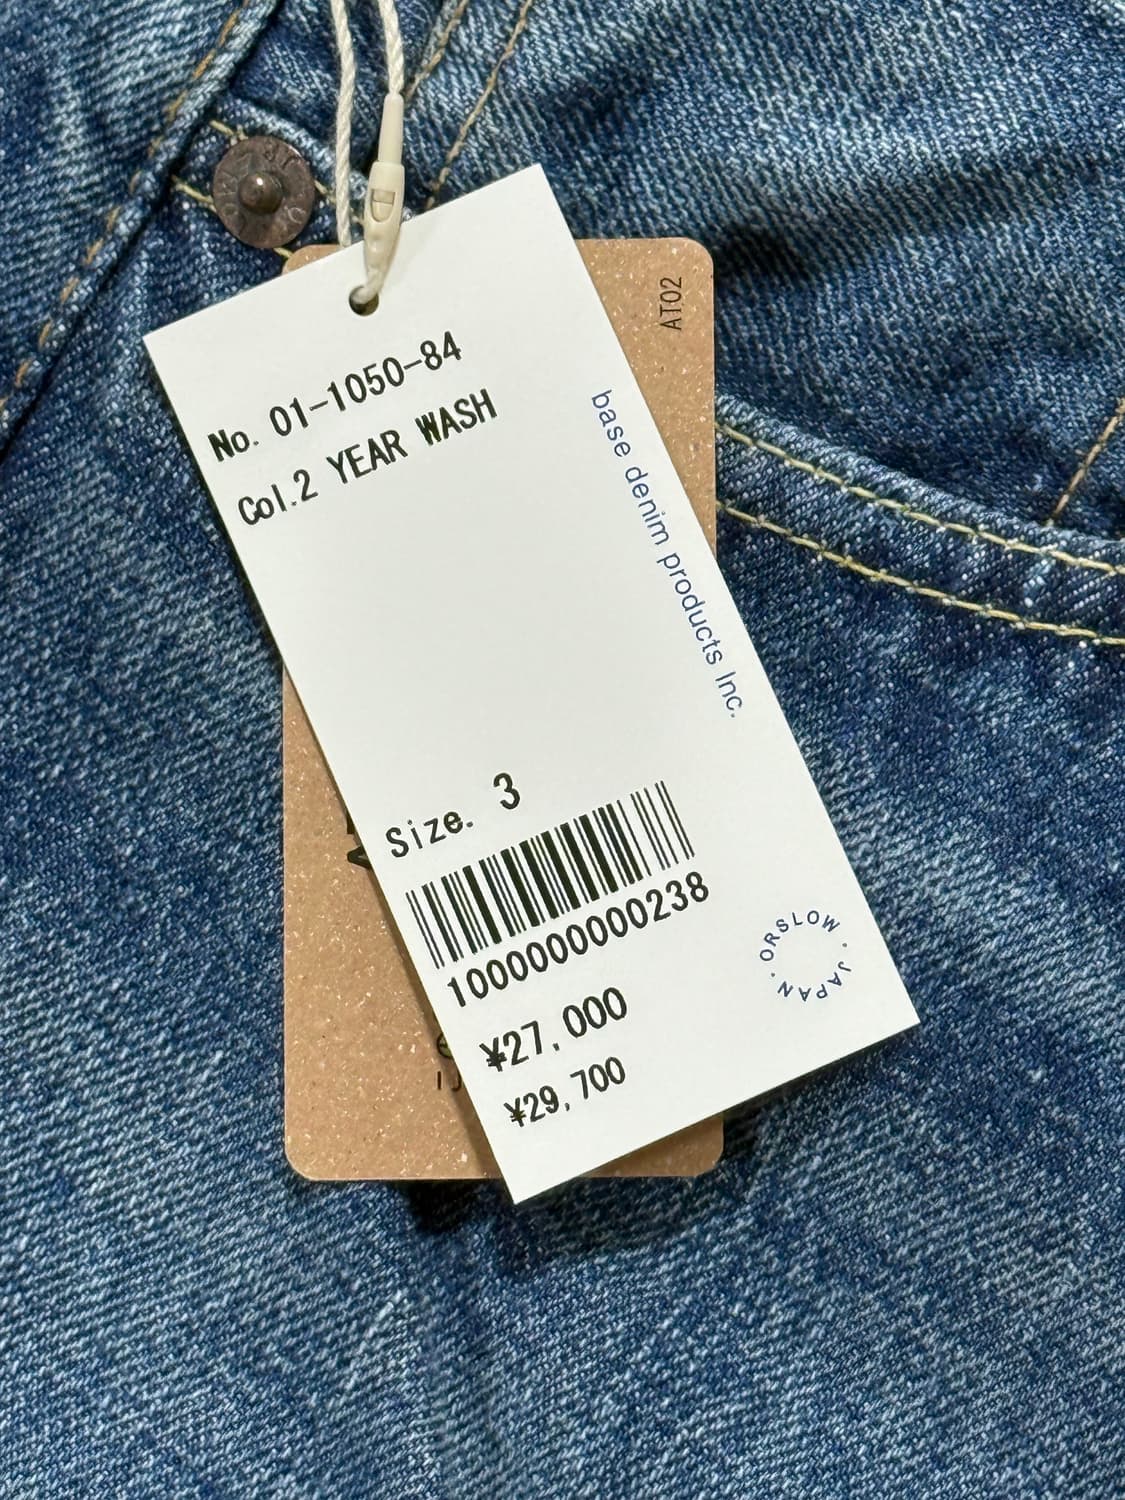 No. 01-1050-84
Col.2 YEAR WASH
base denim products Inc.
AT02
Size. 3
1000000000238
¥27,000
¥29,700
ORSLOW · JAPAN ·